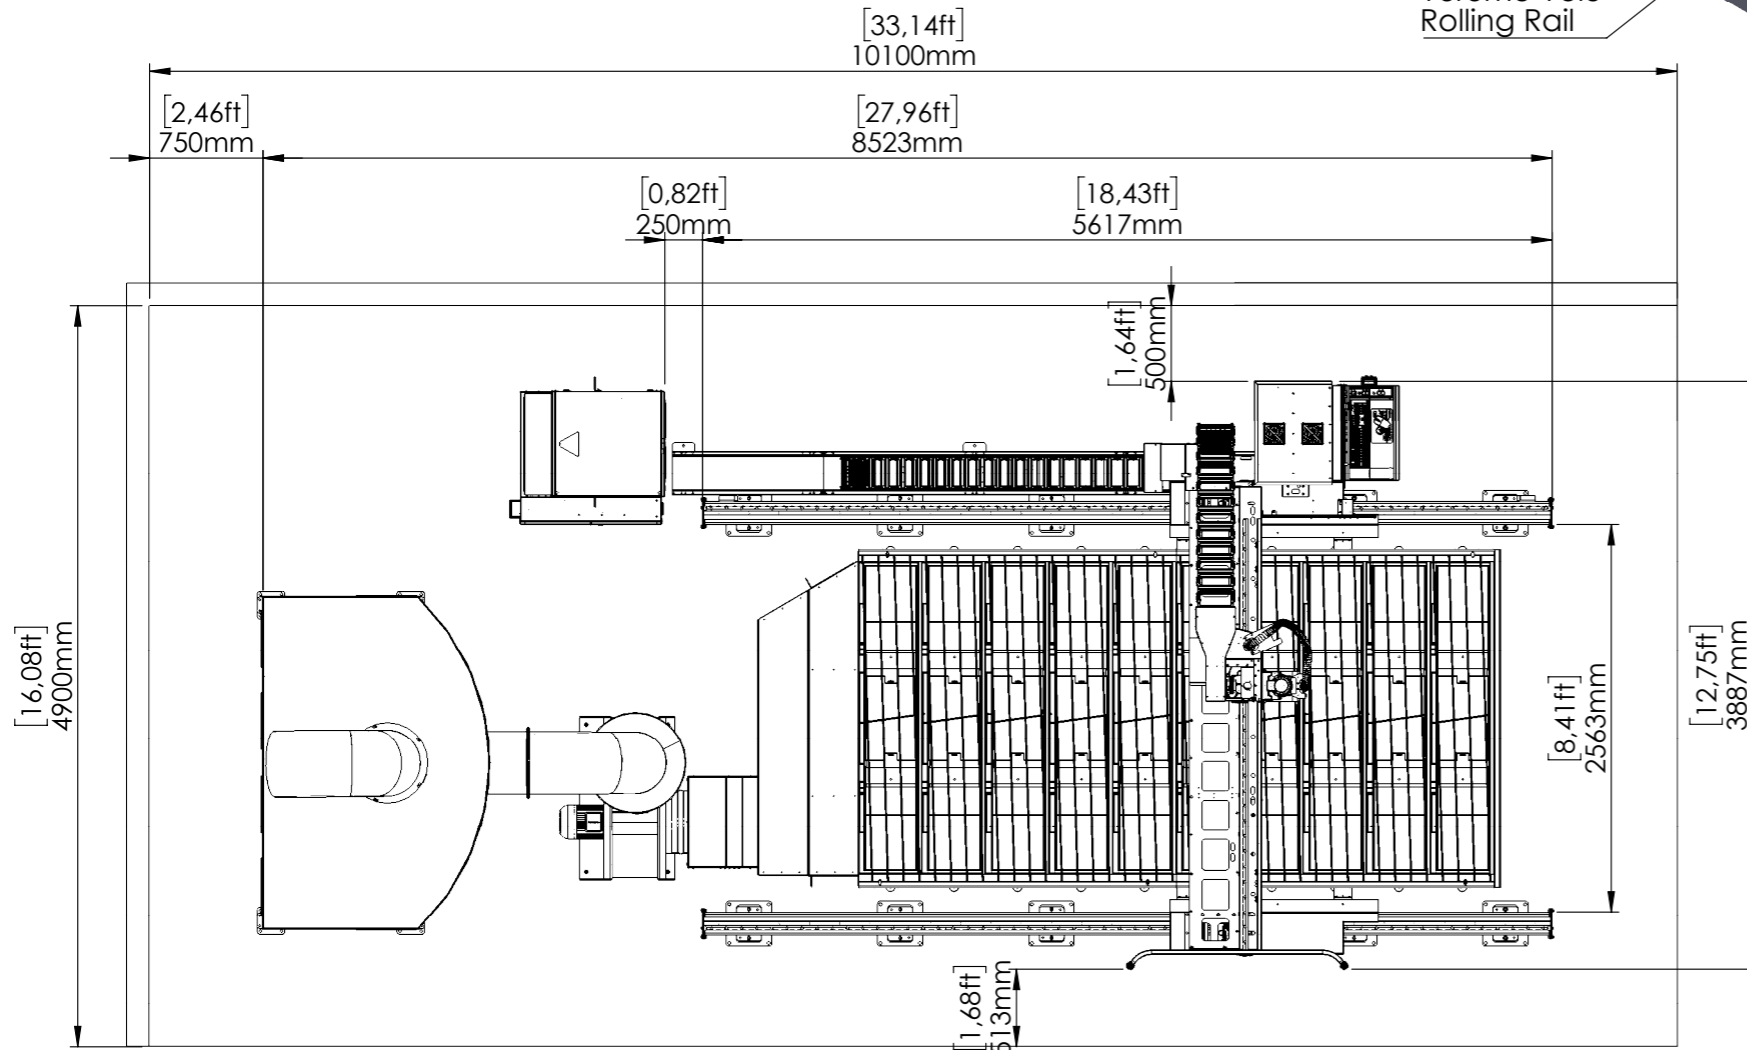 Rolling Rail
[33,14ft]
10100mm
[2,46ft]
750mm
[27,96ft]
8523mm
[0,82ft]
250mm
[18,43ft]
5617mm
[1,64ft]
500mm
[16,08ft]
4900mm
[8,41ft]
2563mm
[12,75ft]
3887mm
[1,68ft]
513mm